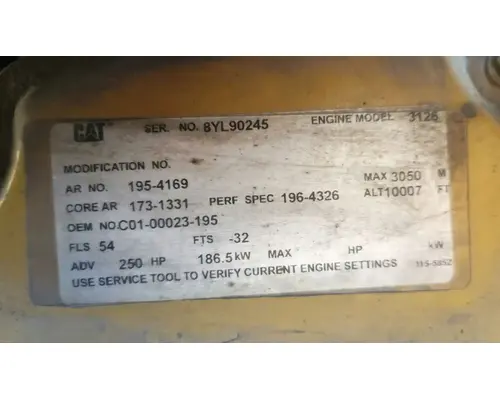 CAT SER. NO. 8YL90245 ENGINE MODEL 3126
MODIFICATION NO.
AR NO. 195-4169 MAX 3050 M
CORE AR 173-1331 PERF SPEC 196-4326 ALT 10007 FT
OEM NO. C01-00023-195
FLS 54 FTS -32
ADV 250 HP 186.5 kW MAX HP kW
USE SERVICE TOOL TO VERIFY CURRENT ENGINE SETTINGS